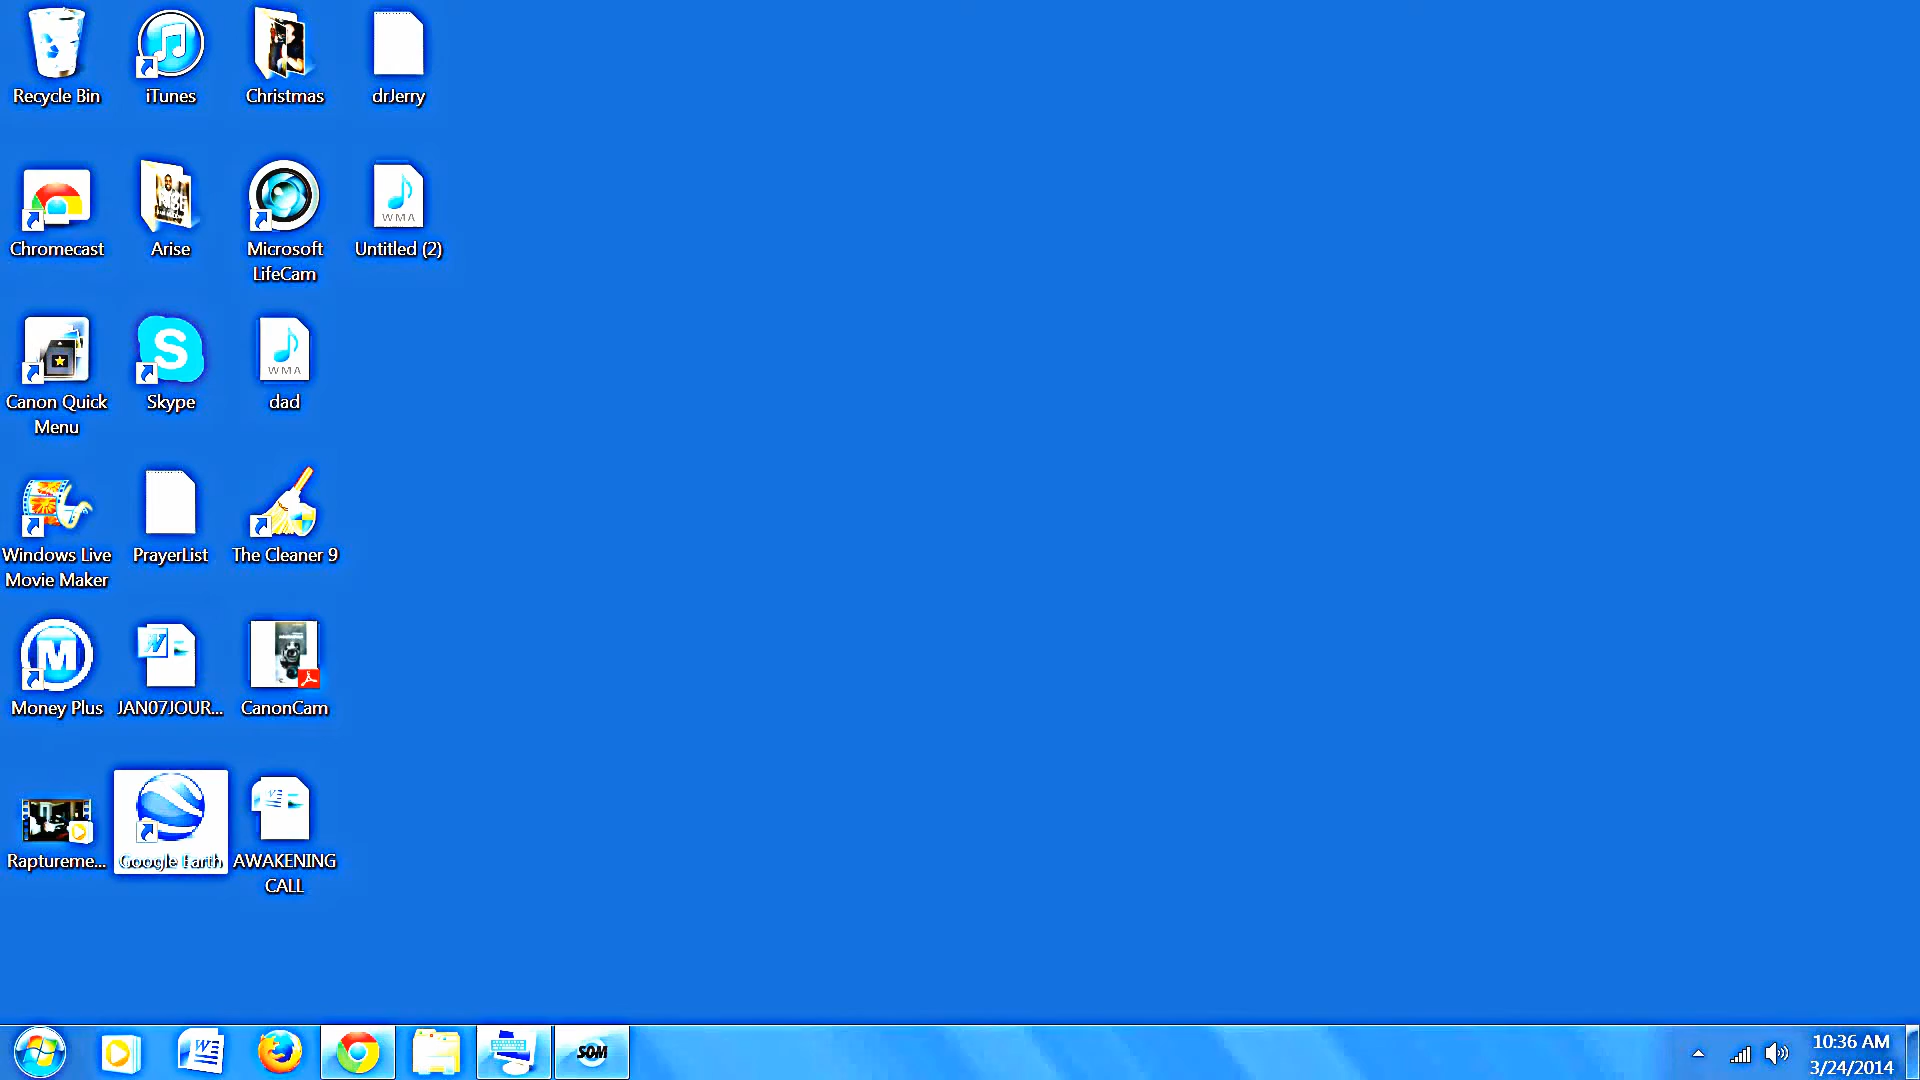 Recycle Bin
iTunes
Christmas
drJerry
Chromecast
Arise
Microsoft
LifeCam
WMA
Untitled (2)
Canon Quick
Menu
S
Skype
WMA
dad
Windows Live
Movie Maker
PrayerList
The Cleaner 9
M
Money Plus
W
JAN07JOUR...
CanonCam
Raptureme...
Google Earth
AWAKENING
CALL
W
SOM
10:36 AM
3/24/2014